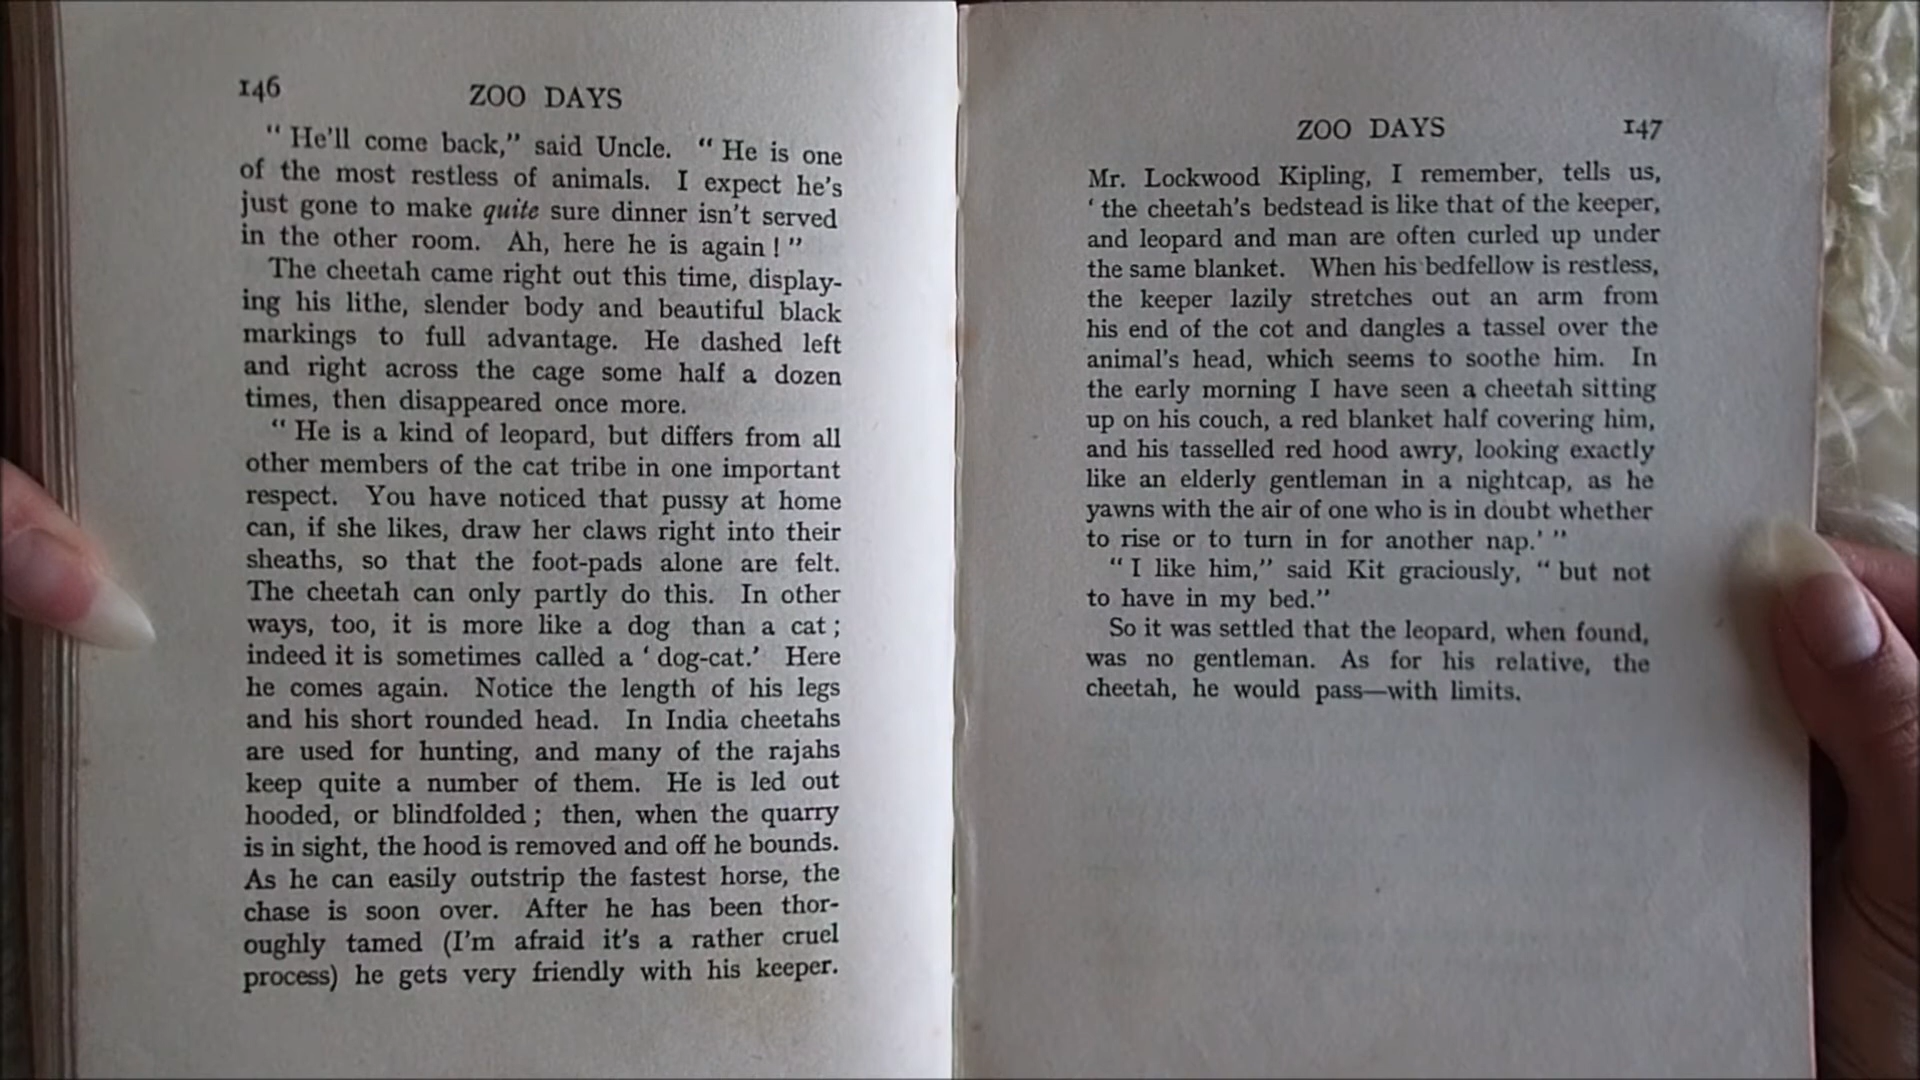 146
ZOO DAYS
" He'll come back," said Uncle. " He is one
of the most restless of animals. I expect he's
just gone to make quite sure dinner isn't served
in the other room. Ah, here he is again ! "
The cheetah came right out this time, display-
ing his lithe, slender body and beautiful black
markings to full advantage. He dashed left
and right across the cage some half a dozen
times, then disappeared once more.
" He is a kind of leopard, but differs from all
other members of the cat tribe in one important
respect. You have noticed that pussy at home
can, if she likes, draw her claws right into their
sheaths, so that the foot-pads alone are felt.
The cheetah can only partly do this. In other
ways, too, it is more like a dog than a cat ;
indeed it is sometimes called a ' dog-cat.' Here
he comes again. Notice the length of his legs
and his short rounded head. In India cheetahs
are used for hunting, and many of the rajahs
keep quite a number of them. He is led out
hooded, or blindfolded ; then, when the quarry
is in sight, the hood is removed and off he bounds.
As he can easily outstrip the fastest horse, the
chase is soon over. After he has been thor-
oughly tamed (I'm afraid it's a rather cruel
process) he gets very friendly with his keeper.
ZOO DAYS
147
Mr. Lockwood Kipling, I remember, tells us,
' the cheetah's bedstead is like that of the keeper,
and leopard and man are often curled up under
the same blanket. When his bedfellow is restless,
the keeper lazily stretches out an arm from
his end of the cot and dangles a tassel over the
animal's head, which seems to soothe him. In
the early morning I have seen a cheetah sitting
up on his couch, a red blanket half covering him,
and his tasselled red hood awry, looking exactly
like an elderly gentleman in a nightcap, as he
yawns with the air of one who is in doubt whether
to rise or to turn in for another nap.' "
" I like him," said Kit graciously, " but not
to have in my bed."
So it was settled that the leopard, when found,
was no gentleman. As for his relative, the
cheetah, he would pass—with limits.